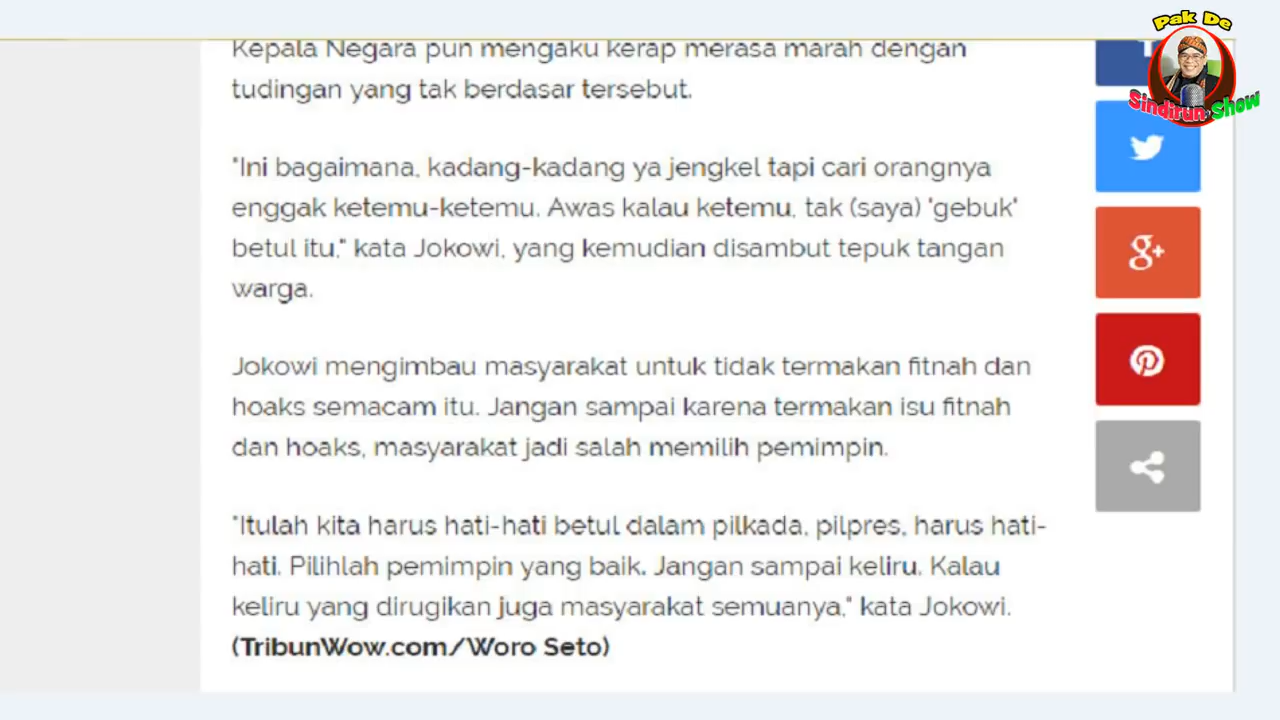 Kepala Negara pun mengaku kerap merasa marah dengan
tudingan yang tak berdasar tersebut.
"Ini bagaimana, kadang-kadang ya jengkel tapi cari orangnya
enggak ketemu-ketemu. Awas kalau ketemu, tak (saya) 'gebuk'
betul itu," kata Jokowi, yang kemudian disambut tepuk tangan
warga.
Jokowi mengimbau masyarakat untuk tidak termakan fitnah dan
hoaks semacam itu. Jangan sampai karena termakan isu fitnah
dan hoaks, masyarakat jadi salah memilih pemimpin.
"Itulah kita harus hati-hati betul dalam pilkada, pilpres, harus hati-
hati. Pilihlah pemimpin yang baik. Jangan sampai keliru. Kalau
keliru yang dirugikan juga masyarakat semuanya," kata Jokowi.
(TribunWow.com/Woro Seto)
Pak De
Sindirun Show
g+